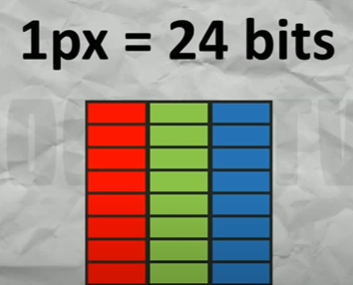 1px = 24 bits